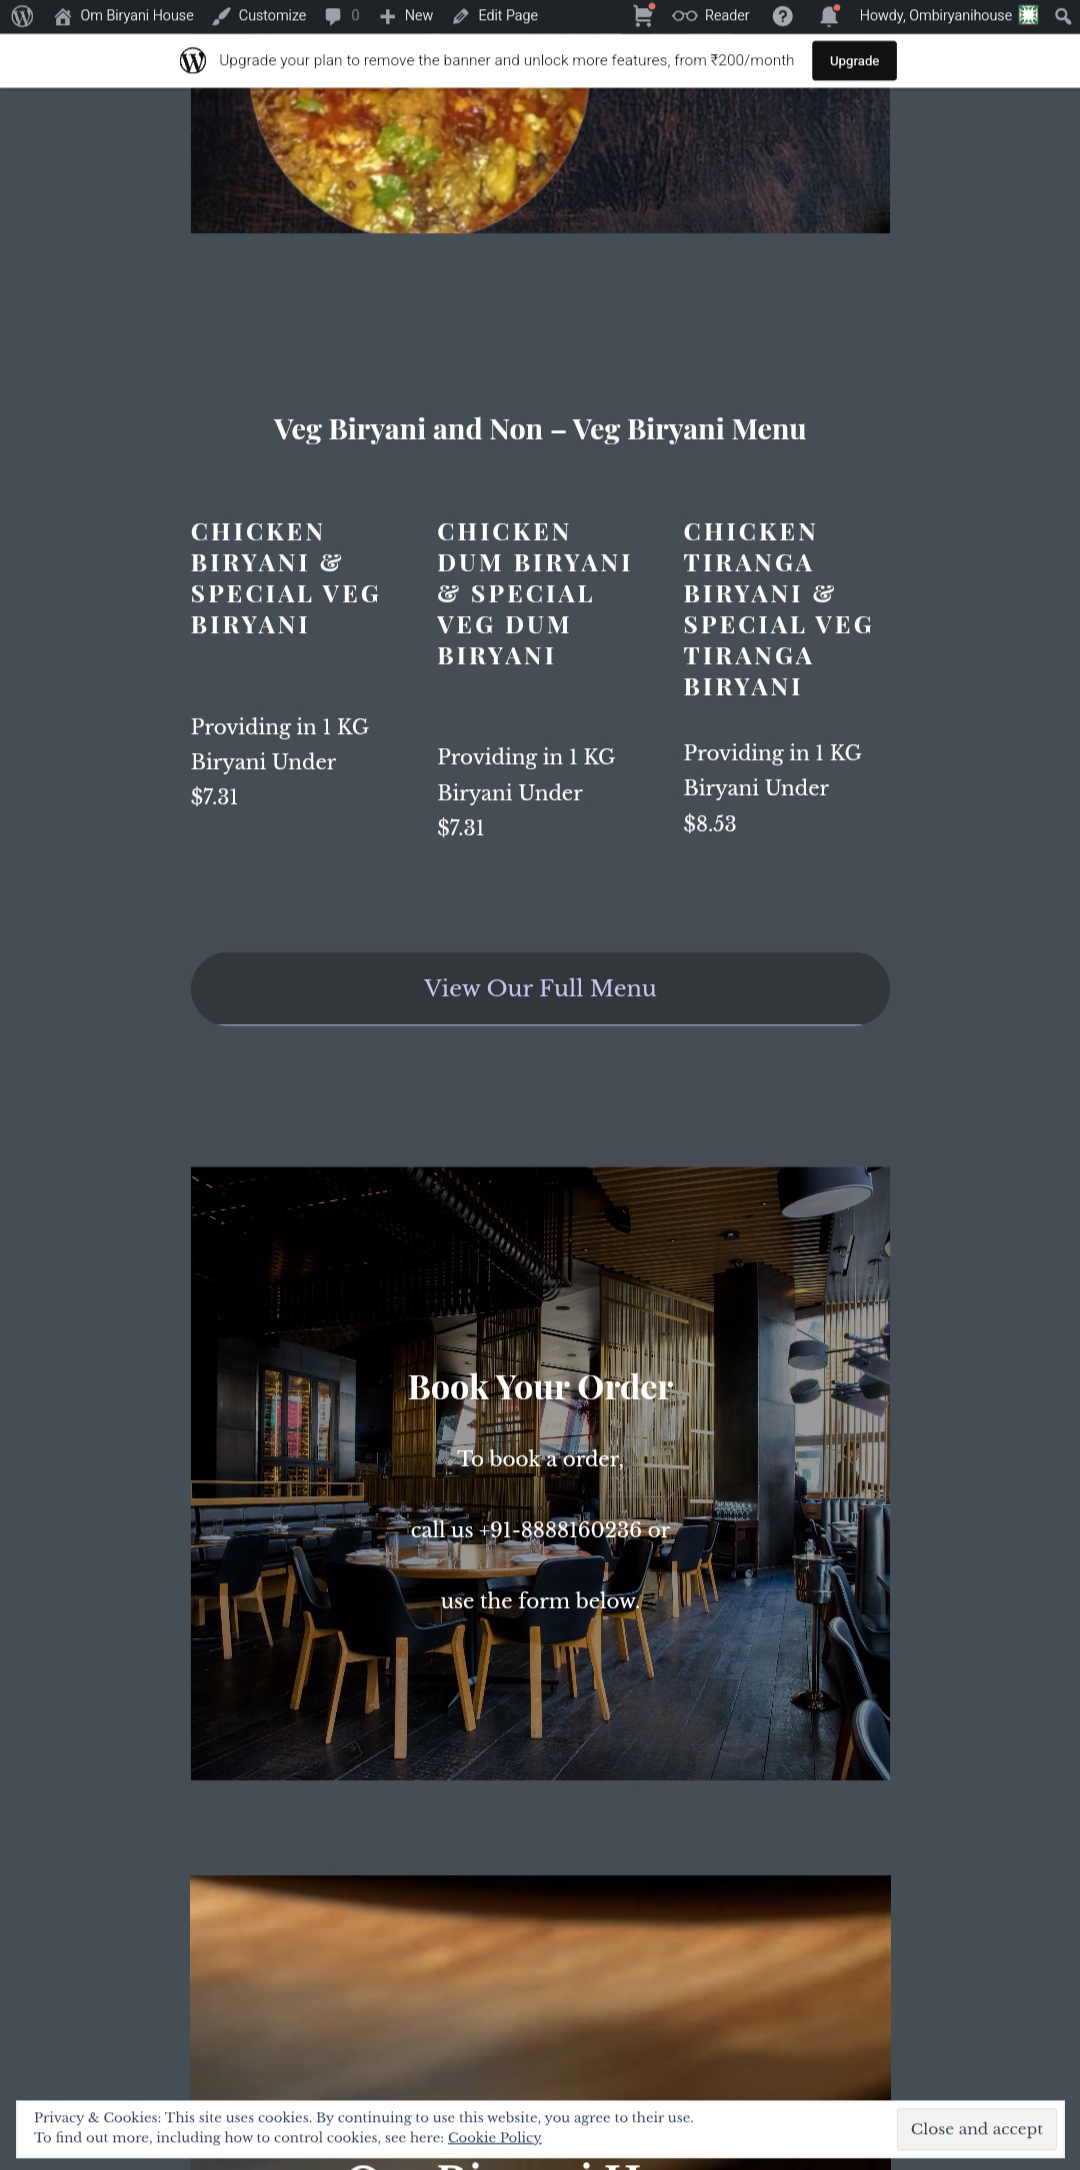 Om Biryani House Customize 0 New Edit Page Reader Howdy, Ombiryanihouse
Upgrade your plan to remove the banner and unlock more features, from ₹200/month Upgrade
Veg Biryani and Non – Veg Biryani Menu
CHICKEN
BIRYANI &
SPECIAL VEG
BIRYANI
Providing in 1 KG
Biryani Under
$7.31
CHICKEN
DUM BIRYANI
& SPECIAL
VEG DUM
BIRYANI
Providing in 1 KG
Biryani Under
$7.31
CHICKEN
TIRANGA
BIRYANI &
SPECIAL VEG
TIRANGA
BIRYANI
Providing in 1 KG
Biryani Under
$8.53
View Our Full Menu
Book Your Order
To book a order,
call us +91-8888160236 or
use the form below.
Privacy & Cookies: This site uses cookies. By continuing to use this website, you agree to their use.
To find out more, including how to control cookies, see here: Cookie Policy
Close and accept